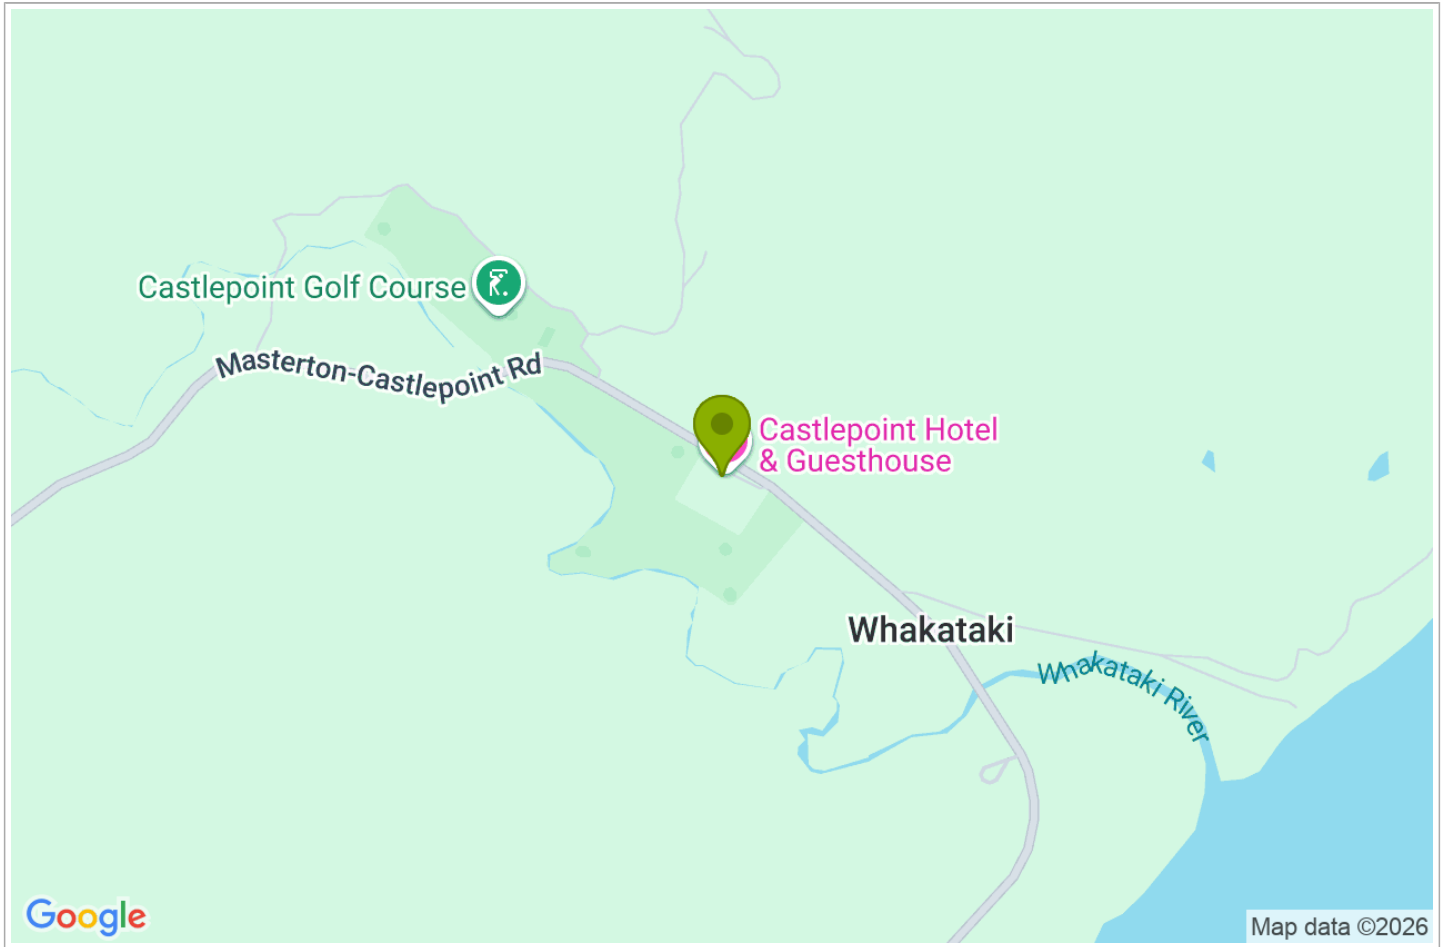 Castlepoint Golf Course
Masterton-Castlepoint Rd
Castlepoint Hotel
& Guesthouse
Whakataki
Whakataki River
Google
Map data ©2026